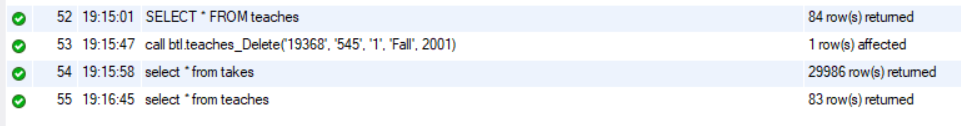 52 19:15:01 SELECT * FROM teaches 84 row(s) returned
53 19:15:47 call btl.teaches_Delete('19368', '545', '1', 'Fall', 2001) 1 row(s) affected
54 19:15:58 select * from takes 29986 row(s) returned
55 19:16:45 select * from teaches 83 row(s) returned